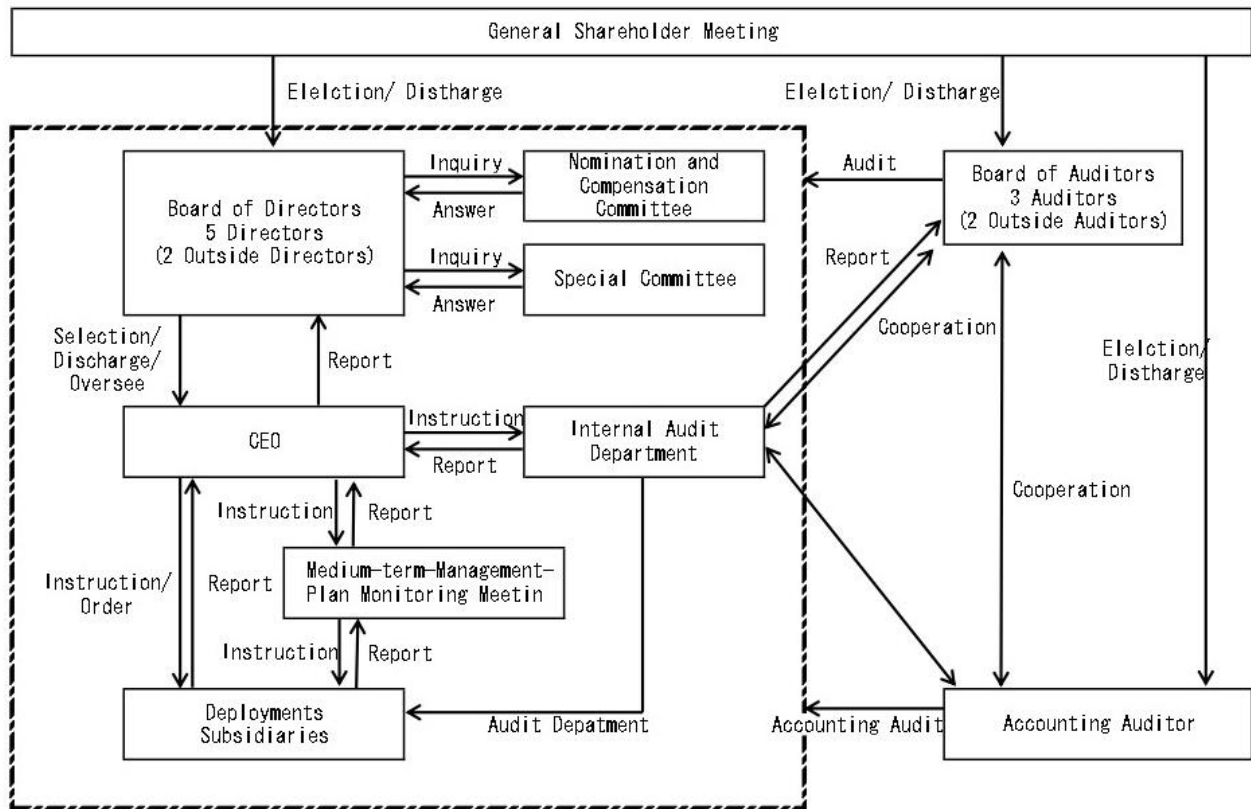 General Shareholder Meeting
Elelction/ Distharge
Elelction/ Distharge
Board of Directors
5 Directors
(2 Outside Directors)
Inquiry
Answer
Nomination and
Compensation
Committee
Audit
Board of Auditors
3 Auditors
(2 Outside Auditors)
Inquiry
Answer
Special Committee
Report
Cooperation
Selection/
Discharge/
Oversee
Report
Elelction/
Distharge
CEO
Instruction
Report
Internal Audit
Department
Cooperation
Instruction
Report
Medium-term-Management-
Plan Monitoring Meetin
Instruction/
Order
Report
Instruction
Report
Deployments
Subsidiaries
Audit Depatment
Accounting Audit
Accounting Auditor